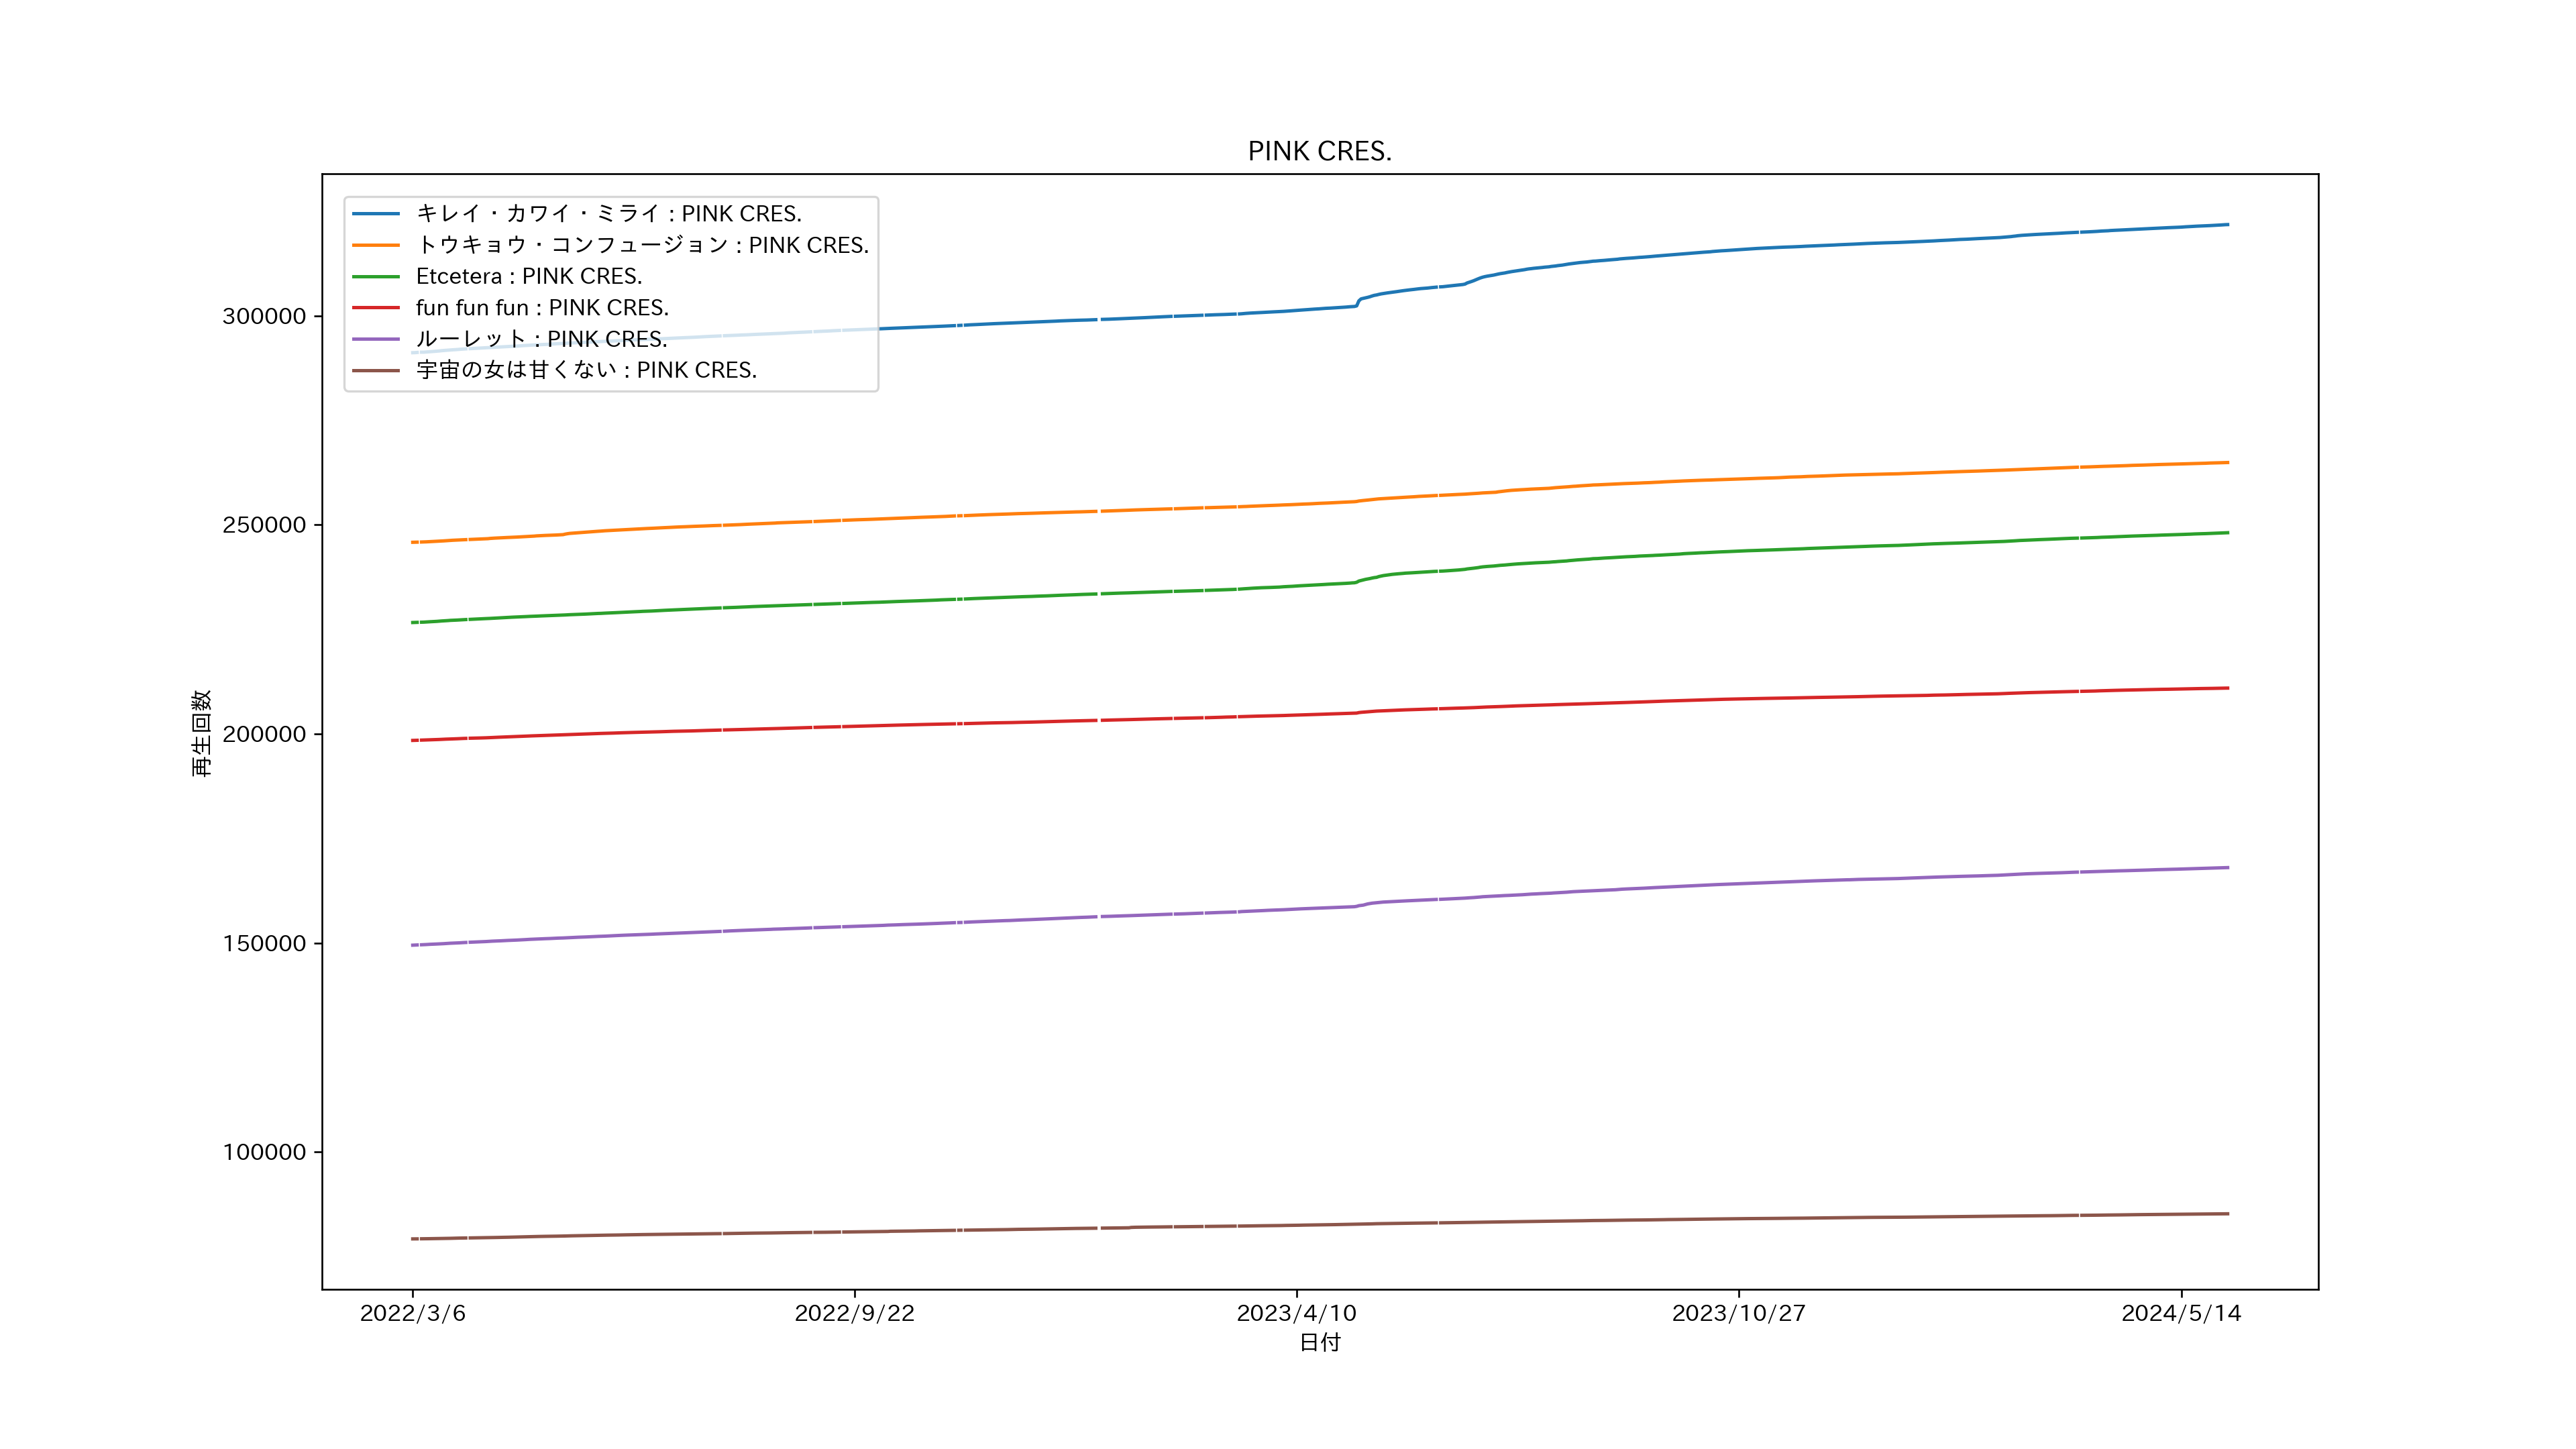 PINK CRES.
キレイ・カワイ・ミライ : PINK CRES.
トウキョウ・コンフュージョン : PINK CRES.
Etcetera : PINK CRES.
fun fun fun : PINK CRES.
ルーレット : PINK CRES.
宇宙の女は甘くない : PINK CRES.
再生回数
300000
250000
200000
150000
100000
2022/3/6
2022/9/22
2023/4/10
2023/10/27
2024/5/14
日付